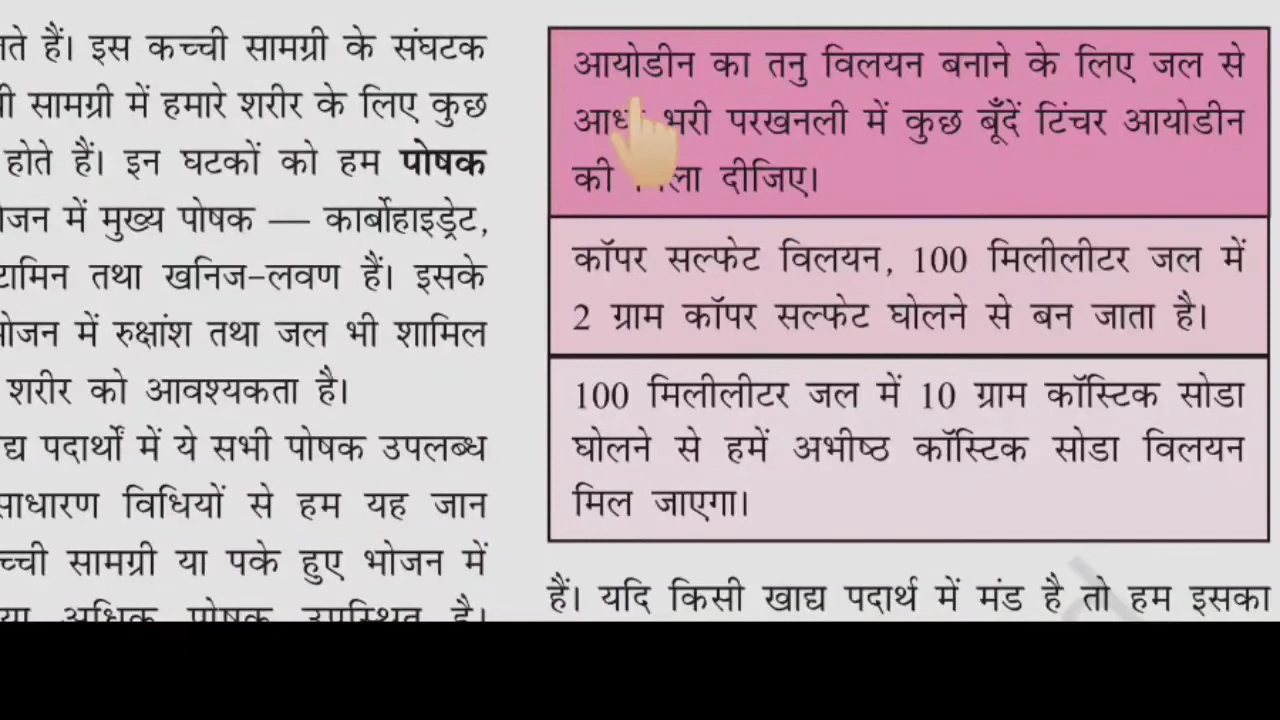 ते हैं। इस कच्ची सामग्री के संघटक
सामग्री में हमारे शरीर के लिए कुछ
होते हैं। इन घटकों को हम पोषक
में मुख्य पोषक — कार्बोहाइड्रेट,
तथा खनिज-लवण हैं। इसके
में रुक्षांश तथा जल भी शामिल
शरीर को आवश्यकता है।
पदार्थों में ये सभी पोषक उपलब्ध
साधारण विधियों से हम यह जान
सामग्री या पके हुए भोजन में
अधिक पोषक उपस्थित है।
आयोडीन का तनु विलयन बनाने के लिए जल से
भरी परखनली में कुछ बूँदें टिंचर आयोडीन
की दीजिए।
कॉपर सल्फेट विलयन, 100 मिलीलीटर जल में
2 ग्राम कॉपर सल्फेट घोलने से बन जाता है।
100 मिलीलीटर जल में 10 ग्राम कॉस्टिक सोडा
घोलने से हमें अभीष्ठ कॉस्टिक सोडा विलयन
मिल जाएगा।
हैं। यदि किसी खाद्य पदार्थ में मंड है तो हम इसका